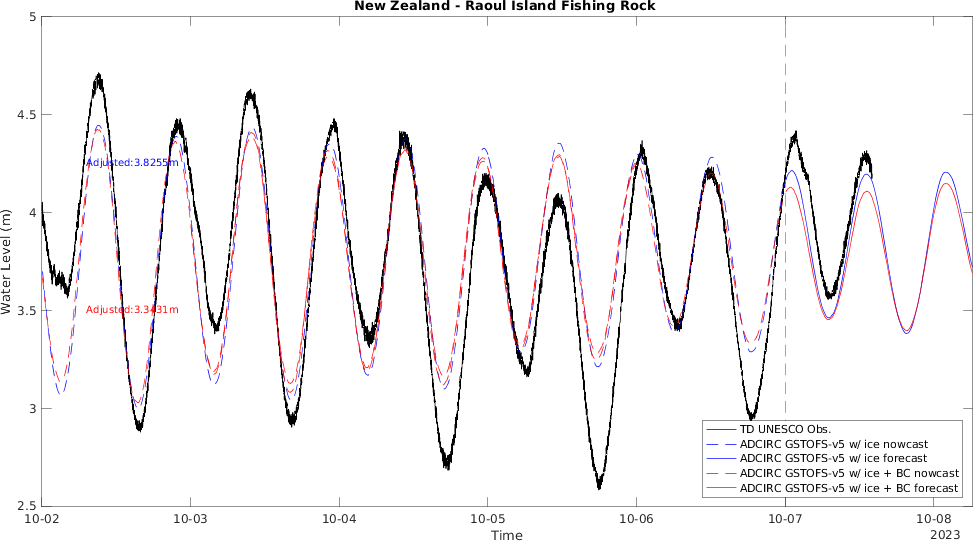 New Zealand - Raoul Island Fishing Rock
5
4.5
4
3.5
3
2.5
Water Level (m)
Adjusted:3.8255m
Adjusted:3.3431m
TD UNESCO Obs.
ADCIRC GSTOFS-v5 w/ ice nowcast
ADCIRC GSTOFS-v5 w/ ice forecast
ADCIRC GSTOFS-v5 w/ ice + BC nowcast
ADCIRC GSTOFS-v5 w/ ice + BC forecast
10-02 10-03 10-04 10-05 10-06 10-07 10-08
Time
2023